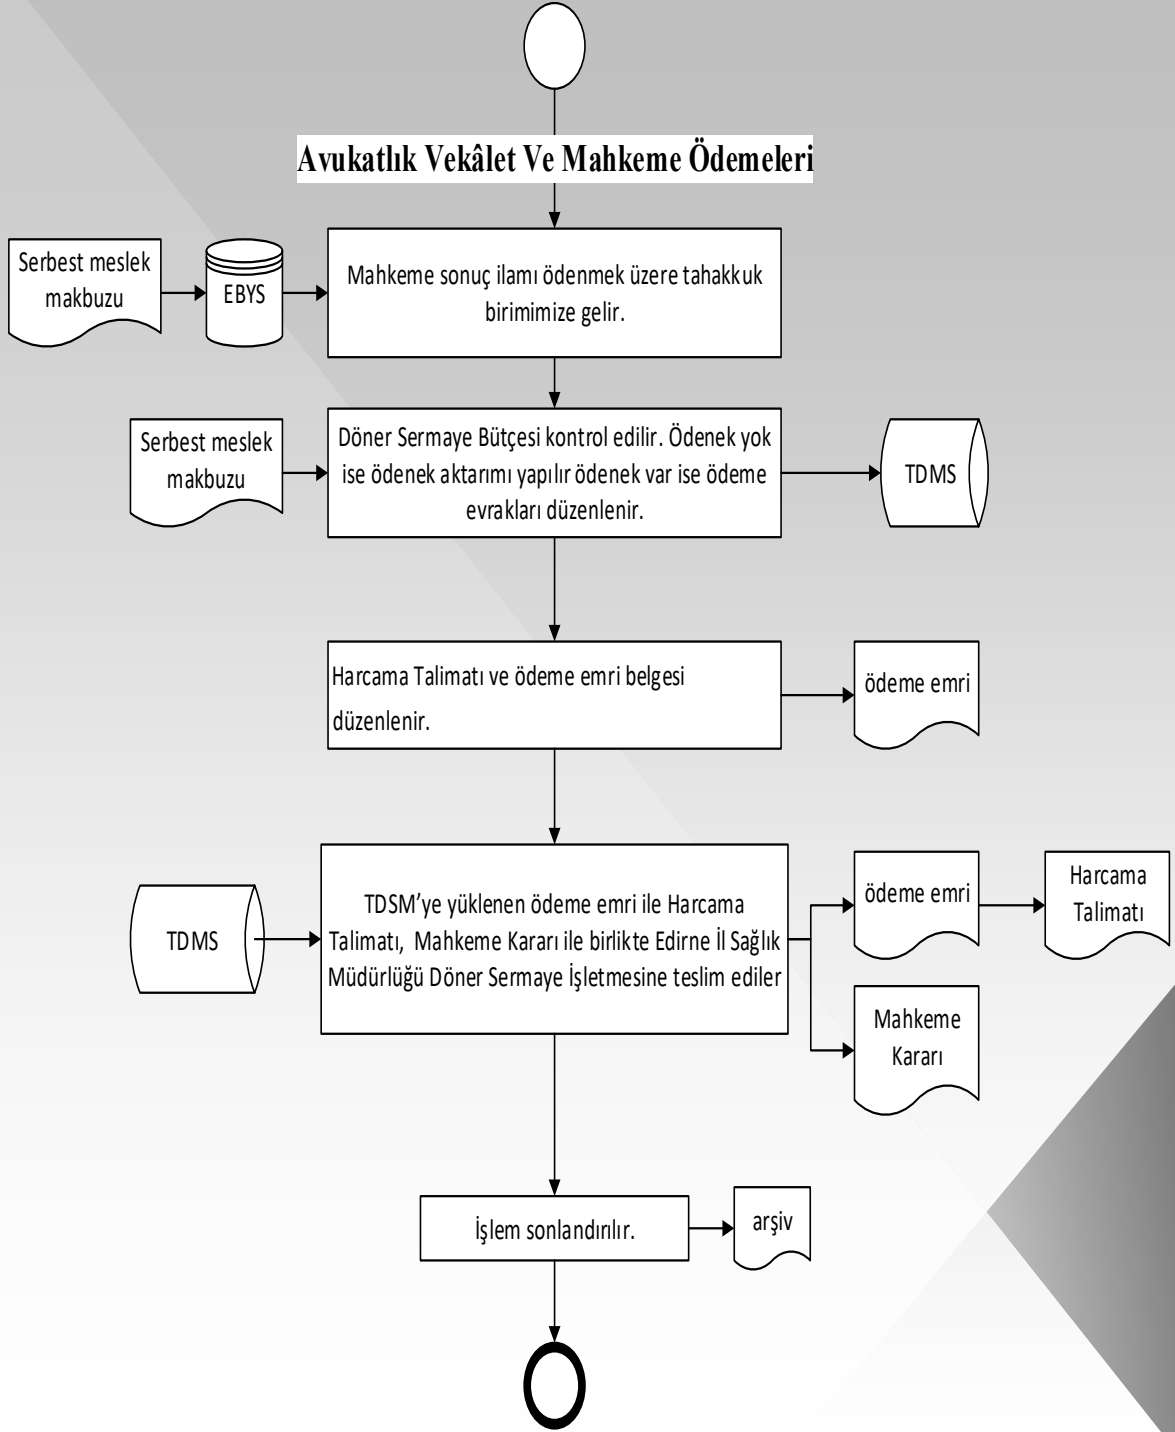 Avukatlık Vekâlet Ve Mahkeme Ödemeleri
Serbest meslek
makbuzu
EBYS
Mahkeme sonuç ilamı ödenmek üzere tahakkuk
birimimize gelir.
Serbest meslek
makbuzu
Döner Sermaye Bütçesi kontrol edilir. Ödenek yok
ise ödenek aktarımı yapılır ödenek var ise ödeme
evrakları düzenlenir.
TDMS
Harcama Talimatı ve ödeme emri belgesi
düzenlenir.
ödeme emri
TDMS
TDSM’ye yüklenen ödeme emri ile Harcama
Talimatı, Mahkeme Kararı ile birlikte Edirne İl Sağlık
Müdürlüğü Döner Sermaye İşletmesine teslim ediler
ödeme emri
Harcama
Talimatı
Mahkeme
Kararı
İşlem sonlandırılır.
arşiv